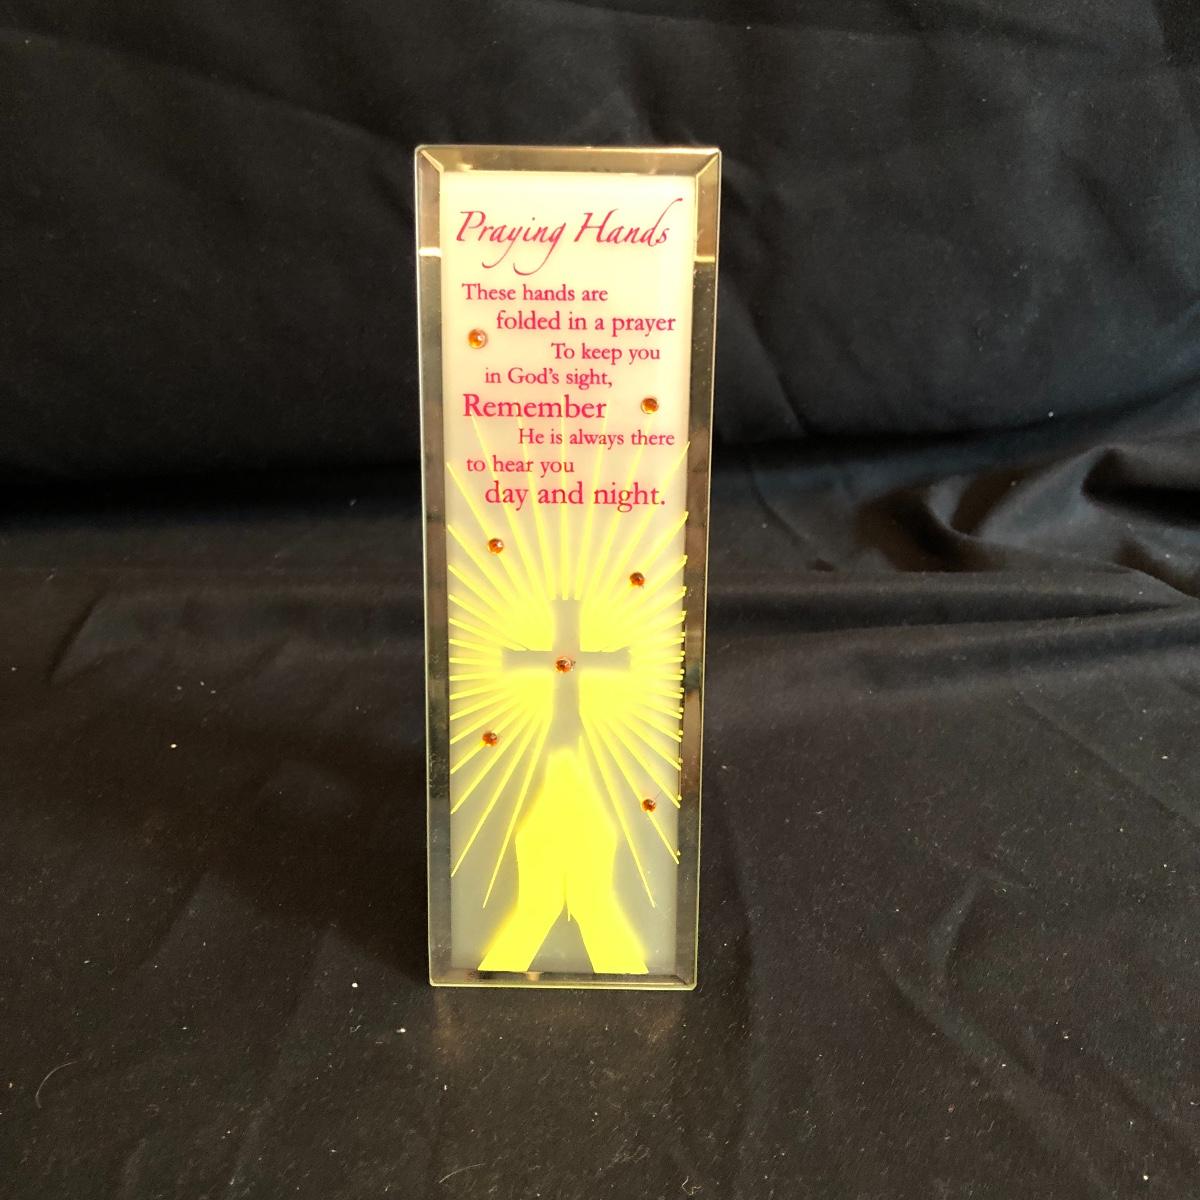 Praying Hands
These hands are
folded in a prayer
To keep you
in God's sight,
Remember
He is always there
to hear you
day and night.